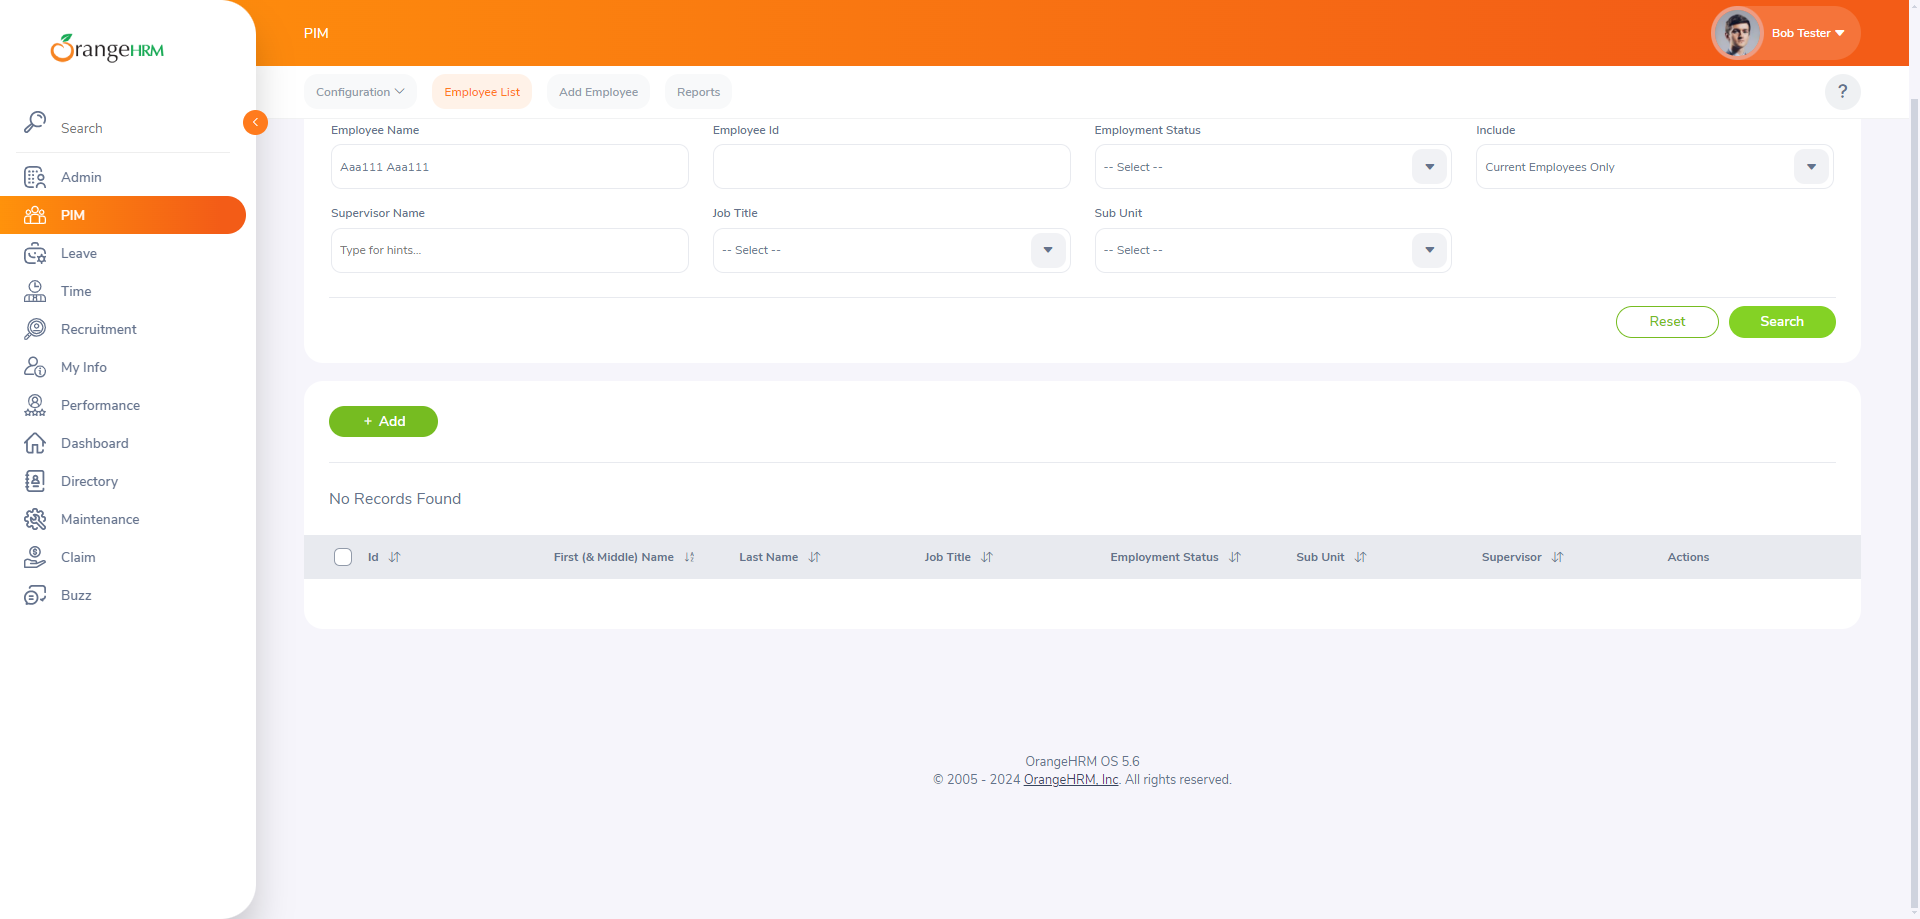 OrangeHRM
PIM
Bob Tester
Configuration
Employee List
Add Employee
Reports
?
Search
Admin
PIM
Leave
Time
Recruitment
My Info
Performance
Dashboard
Directory
Maintenance
Claim
Buzz
Employee Name
Employee Id
Employment Status
Include
Aaa111 Aaa111
-- Select --
Current Employees Only
Supervisor Name
Job Title
Sub Unit
Type for hints...
-- Select --
-- Select --
Reset
Search
+ Add
No Records Found
Id
First (& Middle) Name
Last Name
Job Title
Employment Status
Sub Unit
Supervisor
Actions
OrangeHRM OS 5.6
© 2005 - 2024 OrangeHRM, Inc. All rights reserved.